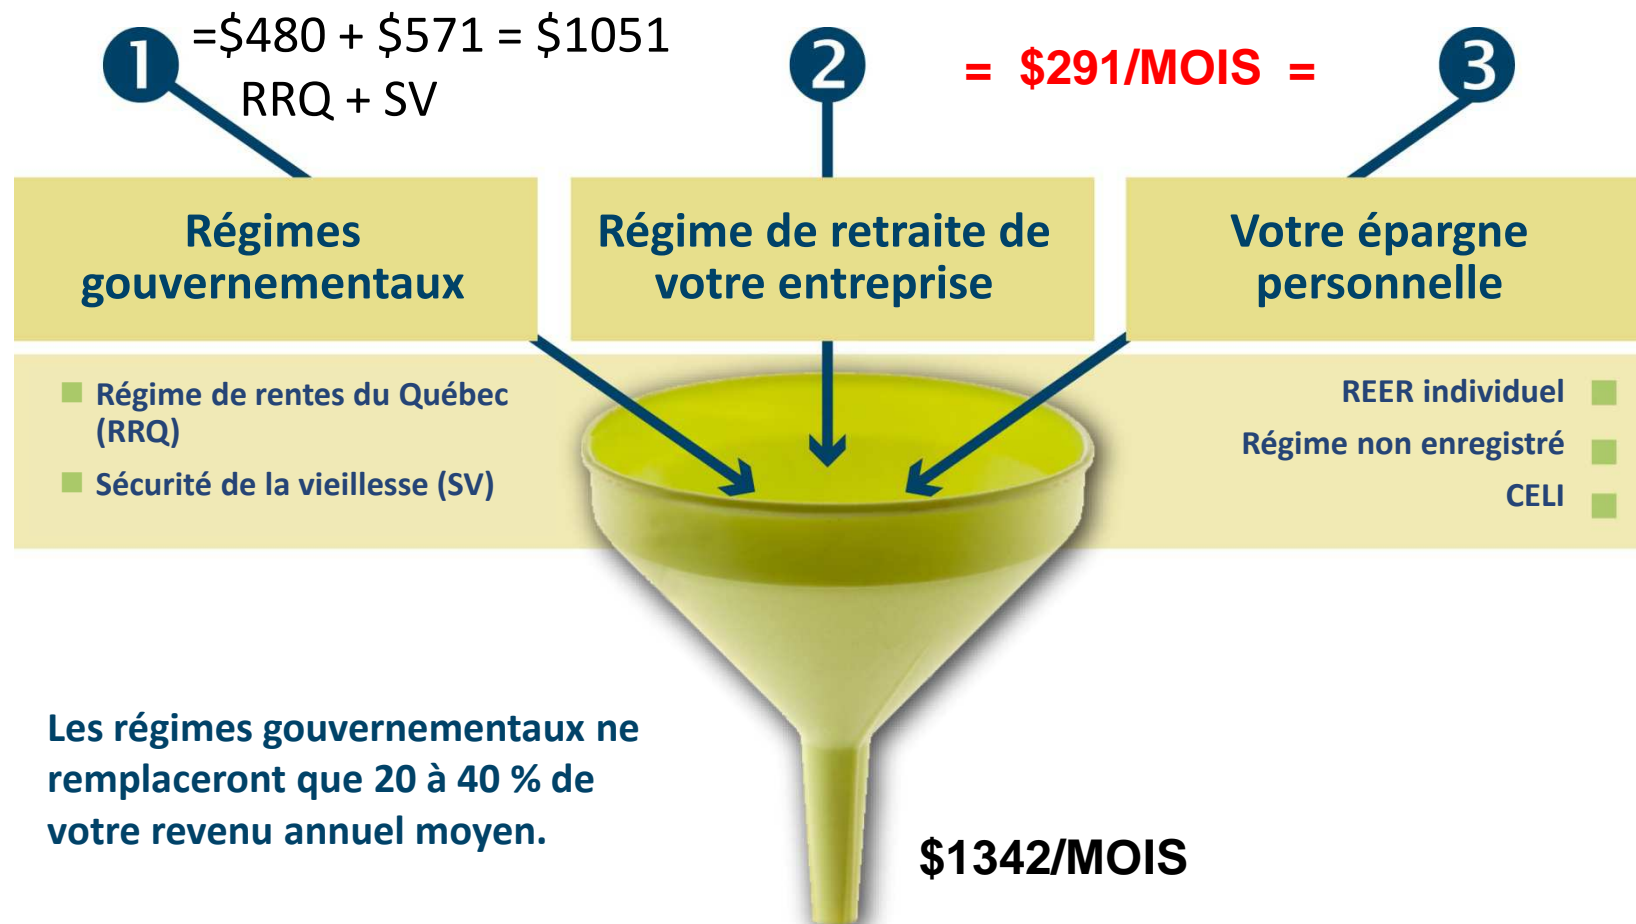 1
=$480 + $571 = $1051
RRQ + SV
2
= $291/MOIS =
3
Régimes
gouvernementaux
Régime de retraite de
votre entreprise
Votre épargne
personnelle
Régime de rentes du Québec
(RRQ)
Sécurité de la vieillesse (SV)
REER individuel
Régime non enregistré
CELI
Les régimes gouvernementaux ne
remplaceront que 20 à 40 % de
votre revenu annuel moyen.
$1342/MOIS